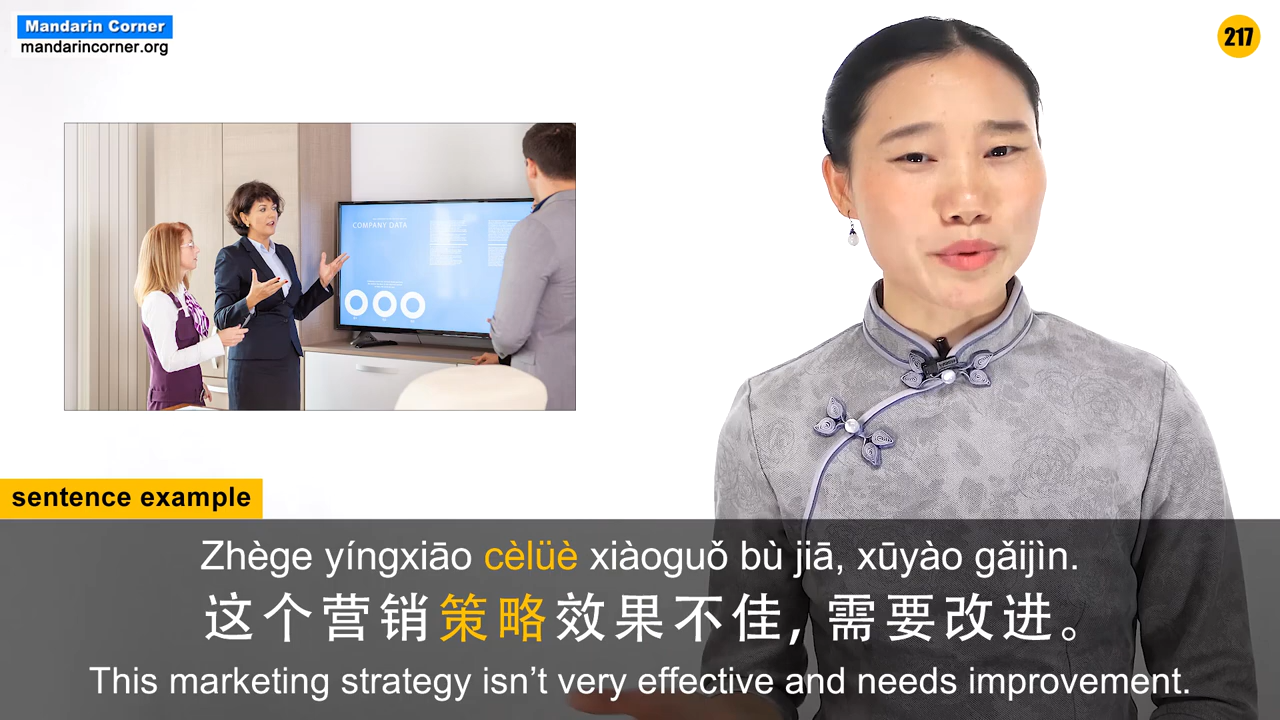 Mandarin Corner
mandarincorner.org
217
COMPANY DATA
sentence example
Zhège yíngxiāo cèlüè xiàoguǒ bù jiā, xūyào gǎijìn.
这个营销策略效果不佳, 需要改进。
This marketing strategy isn’t very effective and needs improvement.